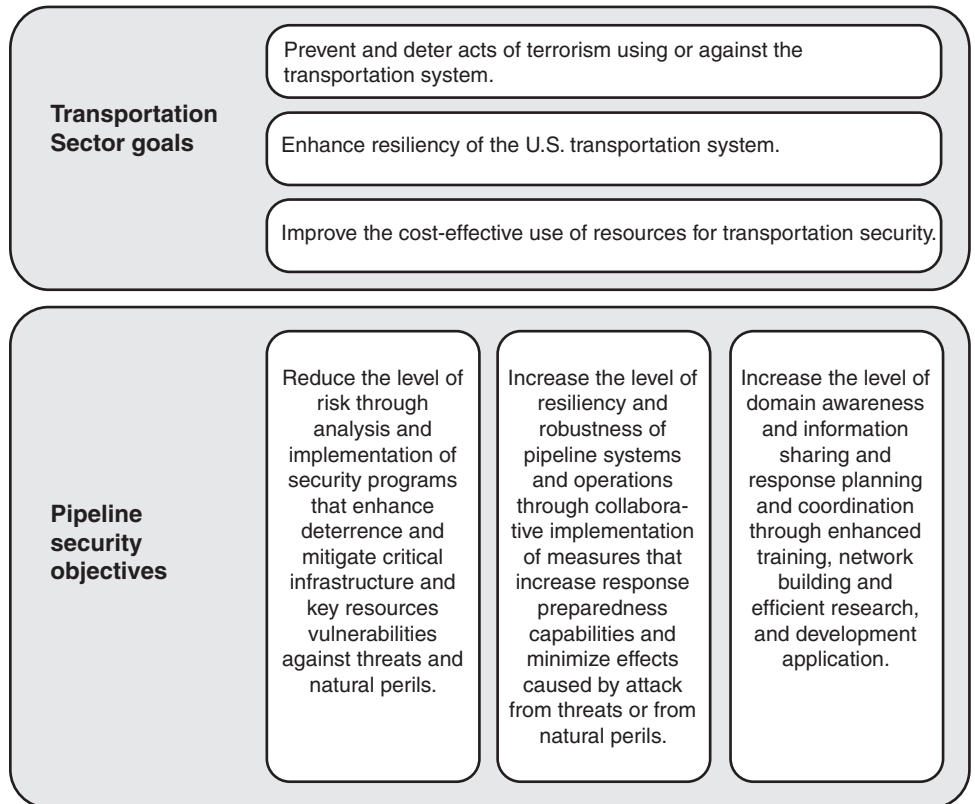 Transportation
Sector goals
Prevent and deter acts of terrorism using or against the
transportation system.
Enhance resiliency of the U.S. transportation system.
Improve the cost-effective use of resources for transportation security.
Pipeline
security
objectives
Reduce the level of
risk through
analysis and
implementation of
security programs
that enhance
deterrence and
mitigate critical
infrastructure and
key resources
vulnerabilities
against threats and
natural perils.
Increase the level of
resiliency and
robustness of
pipeline systems
and operations
through collabora-
tive implementation
of measures that
increase response
preparedness
capabilities and
minimize effects
caused by attack
from threats or from
natural perils.
Increase the level of
domain awareness
and information
sharing and
response planning
and coordination
through enhanced
training, network
building and
efficient research,
and development
application.